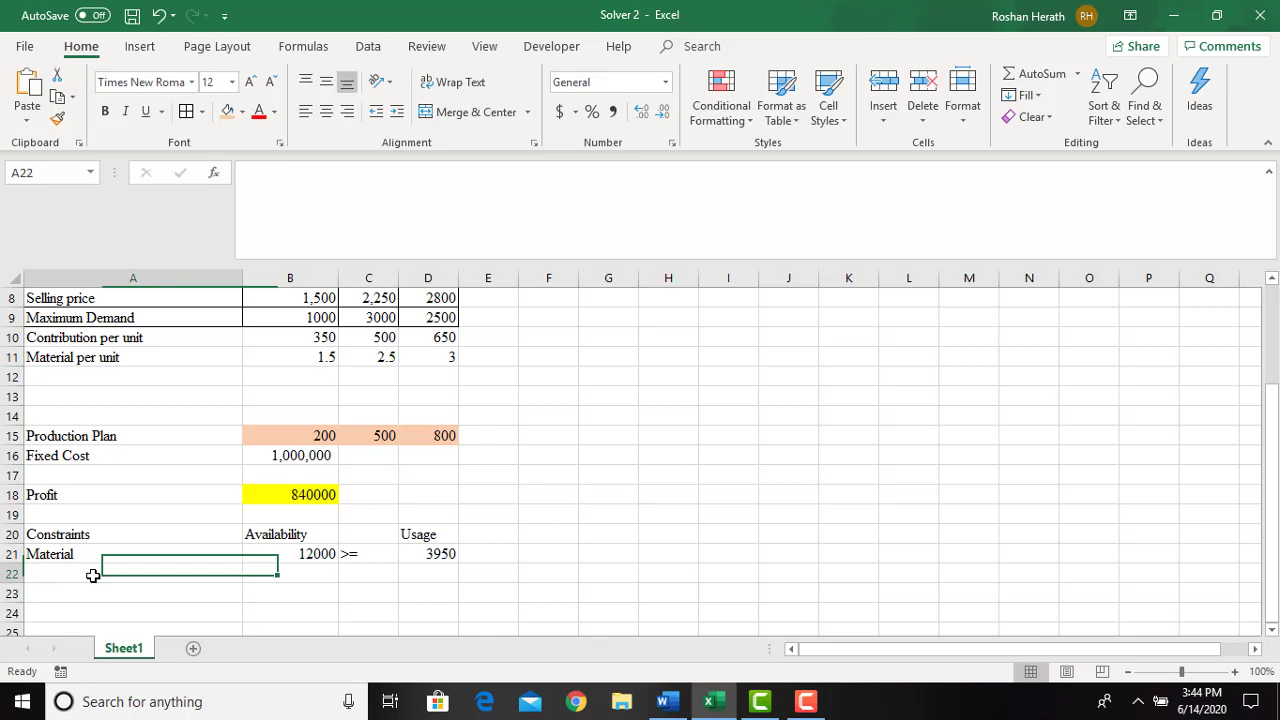 AutoSave Off Solver 2 - Excel Roshan Herath RH
File Home Insert Page Layout Formulas Data Review View Developer Help Search Share Comments
Times New Roma 12 Wrap Text General AutoSum
Paste B I U A Merge & Center $ % Conditional Formatting Format as Table Cell Styles Insert Delete Format Fill Clear Sort & Filter Find & Select Ideas
Clipboard Font Alignment Number Styles Cells Editing Ideas
A22 fx
A B C D E F G H I J K L M N O P Q
8 Selling price 1,500 2,250 2800
9 Maximum Demand 1000 3000 2500
10 Contribution per unit 350 500 650
11 Material per unit 1.5 2.5 3
12
13
14
15 Production Plan 200 500 800
16 Fixed Cost 1,000,000
17
18 Profit 840000
19
20 Constraints Availability Usage
21 Material 12000 >= 3950
22
23
24
25
Sheet1
Ready 100%
Search for anything 3:44 PM
6/14/2020